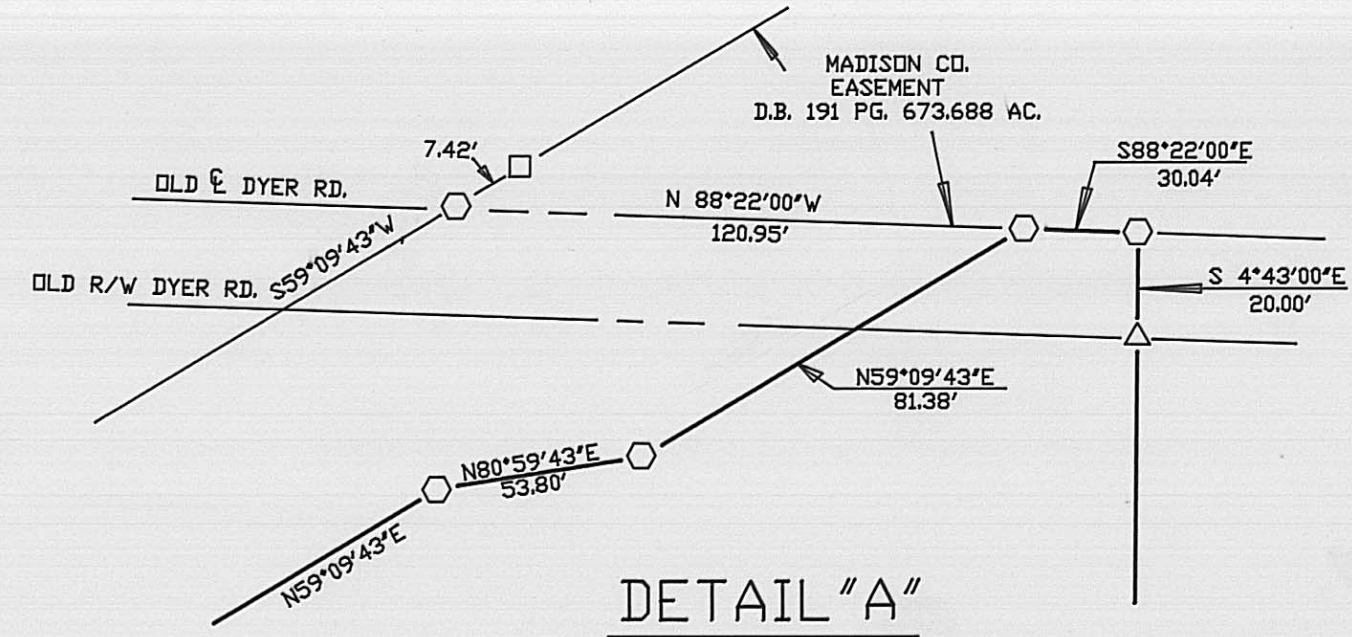 MADISON CO.
EASEMENT
D.B. 191 PG. 673.688 AC.
7.42'
S88°22'00"E
30.04'
OLD ℄ DYER RD.
N 88°22'00"W
120.95'
S59°09'43"W
OLD R/W DYER RD.
S 4°43'00"E
20.00'
N59°09'43"E
81.38'
N80°59'43"E
53.80'
N59°09'43"E
DETAIL "A"